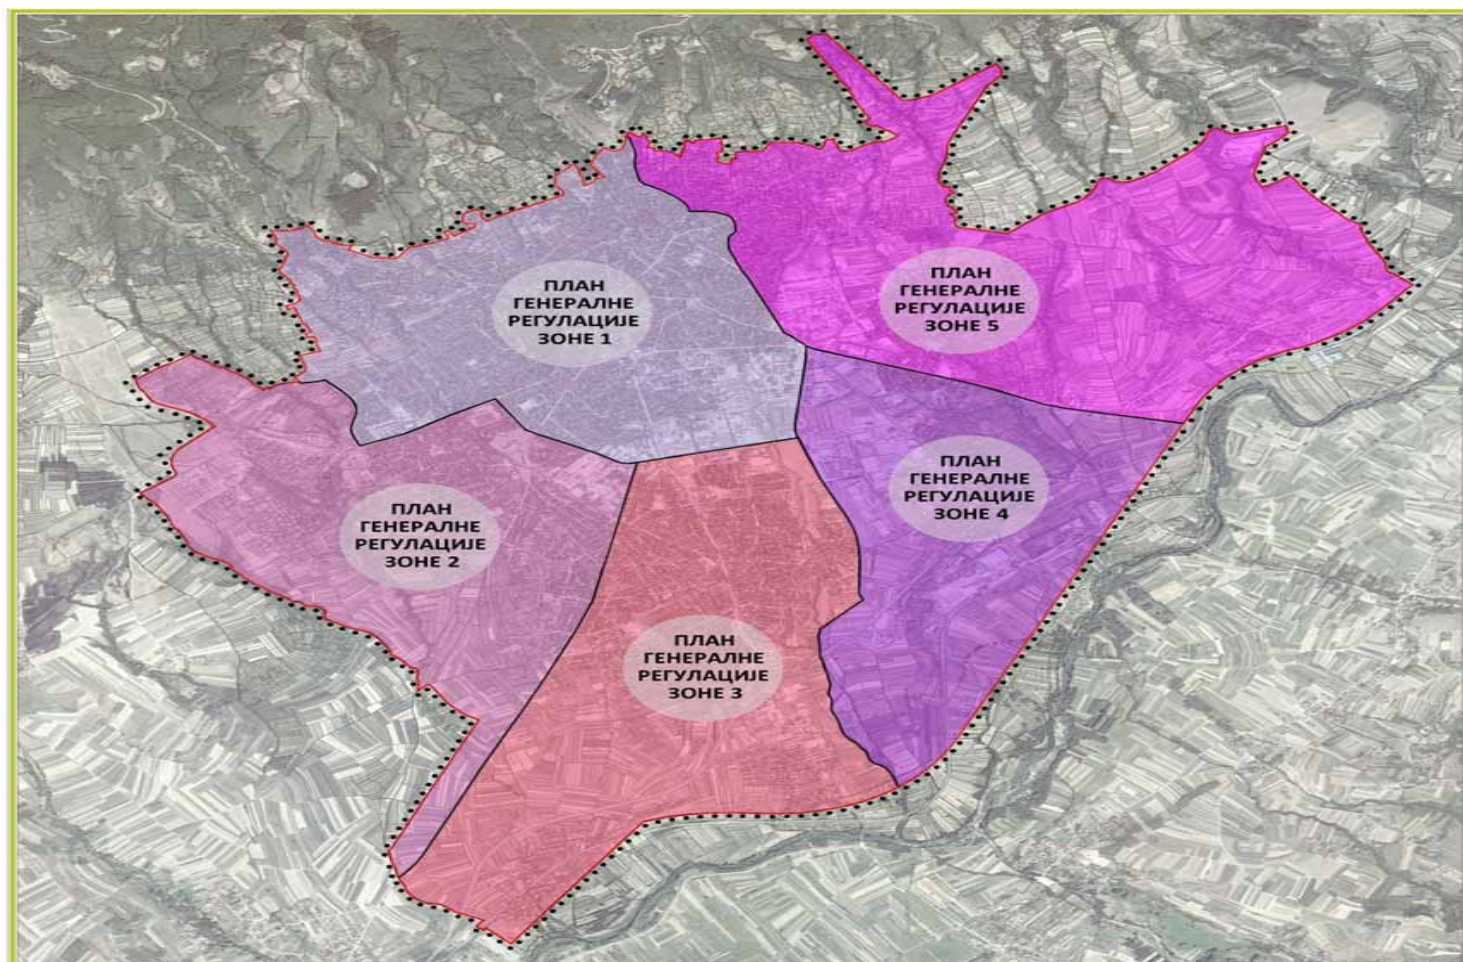 ПЛАН
ГЕНЕРАЛНЕ
РЕГУЛАЦИЈЕ
ЗОНЕ 1
ПЛАН
ГЕНЕРАЛНЕ
РЕГУЛАЦИЈЕ
ЗОНЕ 5
ПЛАН
ГЕНЕРАЛНЕ
РЕГУЛАЦИЈЕ
ЗОНЕ 2
ПЛАН
ГЕНЕРАЛНЕ
РЕГУЛАЦИЈЕ
ЗОНЕ 4
ПЛАН
ГЕНЕРАЛНЕ
РЕГУЛАЦИЈЕ
ЗОНЕ 3